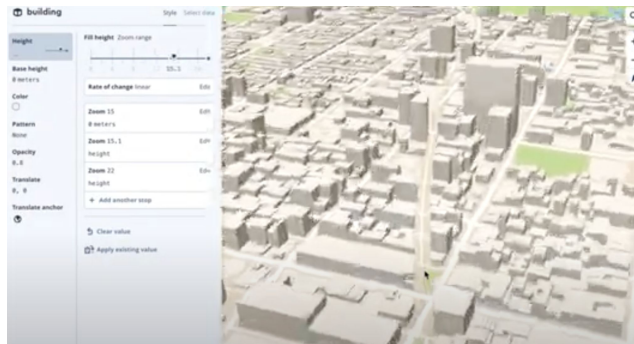 building
Style Select data
Height
Base height
0 meters
Color
Pattern
None
Opacity
Translate
0, 0
Translate anchor
Fill height Zoom range
15.1
Rate of change linear Edit
Zoom 15 Edit
0 meters
Zoom 15.1 Edit
height
Zoom 22 Edit
height
+ Add another stop
Clear value
Apply existing value